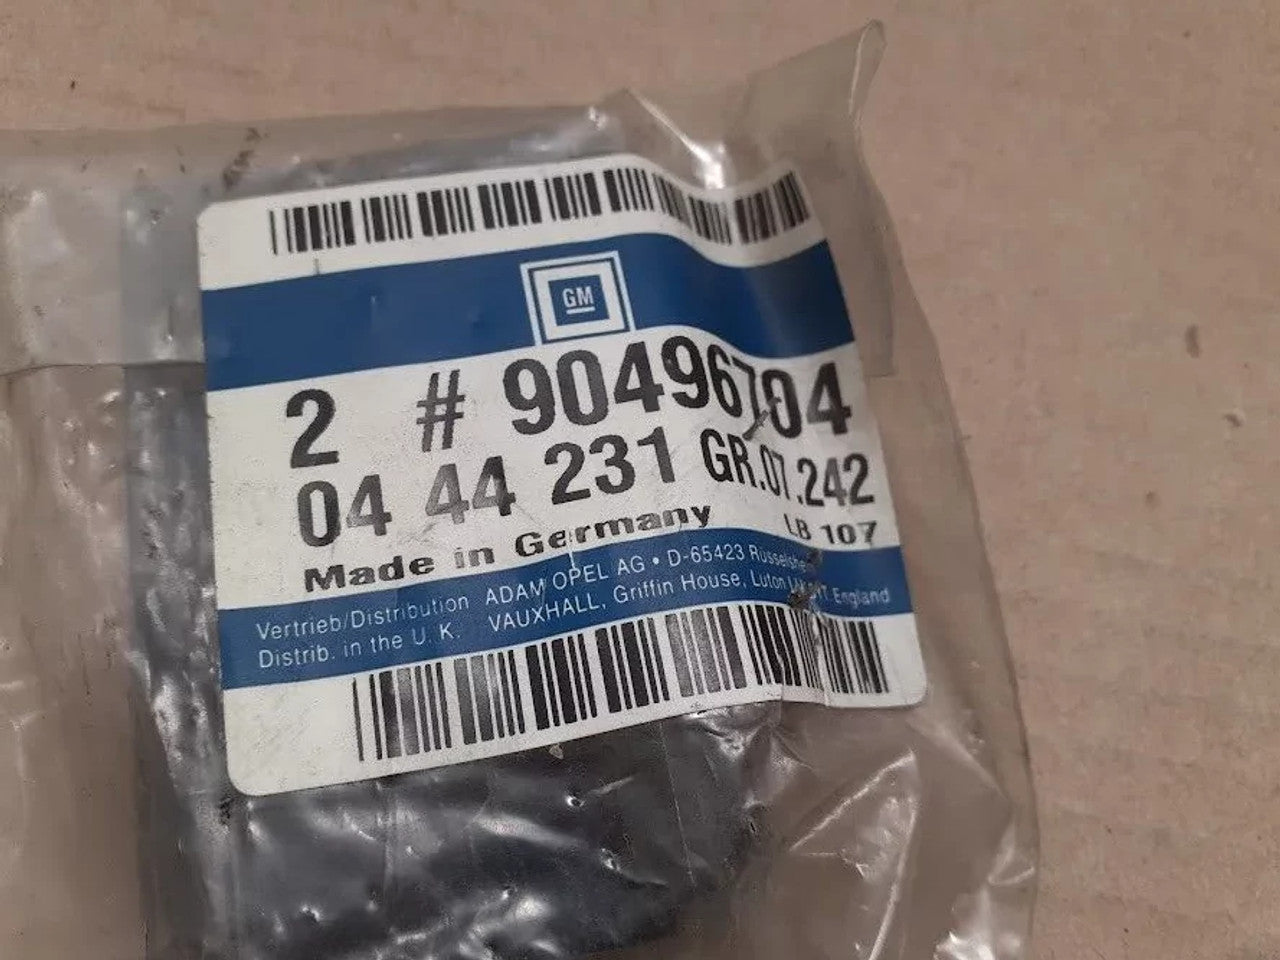 GM
2 # 90496704
04 44 231 GR.07.242
Made in Germany LB 107
Vertrieb/Distribution ADAM OPEL AG • D-65423
Distrib. in the U. K. VAUXHALL, Griffin House, Luton England